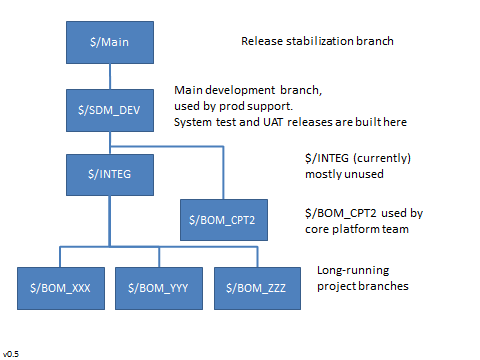 $/Main
Release stabilization branch
$/SDM_DEV
Main development branch,
used by prod support.
System test and UAT releases are built here
$/INTEG
$/INTEG (currently)
mostly unused
$/BOM_CPT2
$/BOM_CPT2 used by
core platform team
$/BOM_XXX
$/BOM_YYY
$/BOM_ZZZ
Long-running
project branches
v0.5